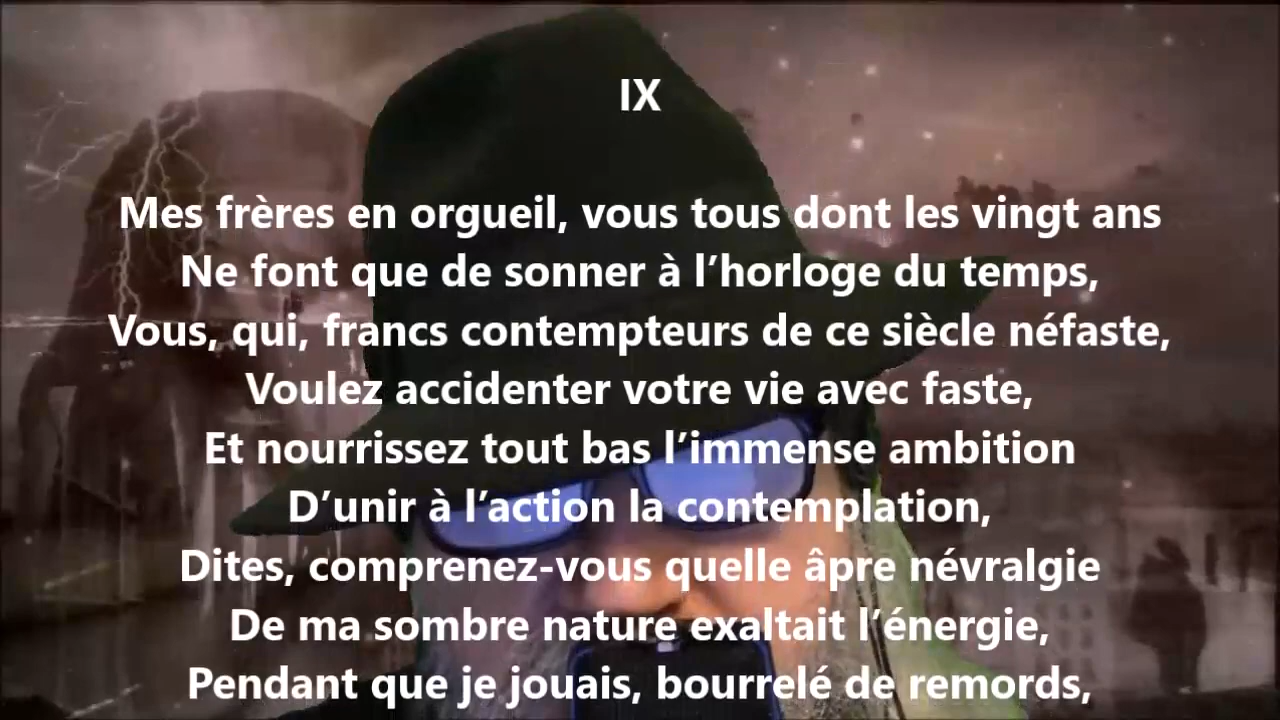 IX
Mes frères en orgueil, vous tous dont les vingt ans
Ne font que de sonner à l’horloge du temps,
Vous, qui, francs contempteurs de ce siècle néfaste,
Voulez accidenter votre vie avec faste,
Et nourrissez tout bas l’immense ambition
D’unir à l’action la contemplation,
Dites, comprenez-vous quelle âpre névralgie
De ma sombre nature exaltait l’énergie,
Pendant que je jouais, bourrelé de remords,